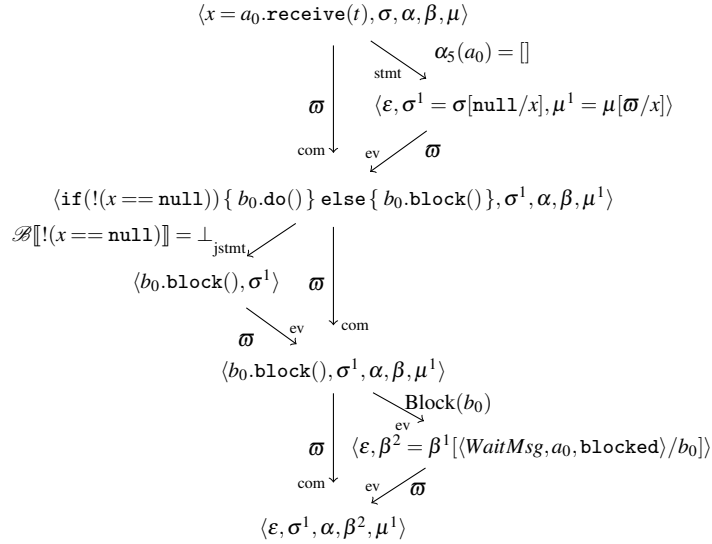 ⟨x = a₀.receive(t), σ, α, β, μ⟩
α₅(a₀) = []
stmt
ϖ ⟨ε, σ¹ = σ[null/x], μ¹ = μ[ϖ/x]⟩
com ev ϖ
⟨if(!(x == null)){ b₀.do() } else{ b₀.block() }, σ¹, α, β, μ¹⟩
ℬ⟦!(x == null)⟧ = ⊥ jstmt
⟨b₀.block(), σ¹⟩ ϖ
ϖ ev com
⟨b₀.block(), σ¹, α, β, μ¹⟩
Block(b₀)
ev
ϖ ⟨ε, β² = β¹[⟨WaitMsg, a₀, blocked⟩/b₀]⟩
com ev ϖ
⟨ε, σ¹, α, β², μ¹⟩